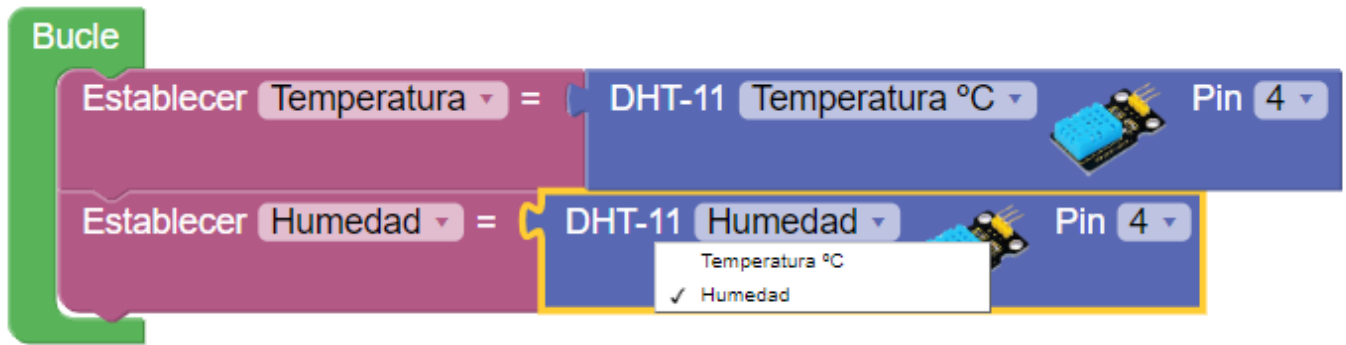 Bucle
Establecer Temperatura = DHT-11 Temperatura ºC Pin 4
Establecer Humedad = DHT-11 Humedad Pin 4
Temperatura ºC
✓ Humedad